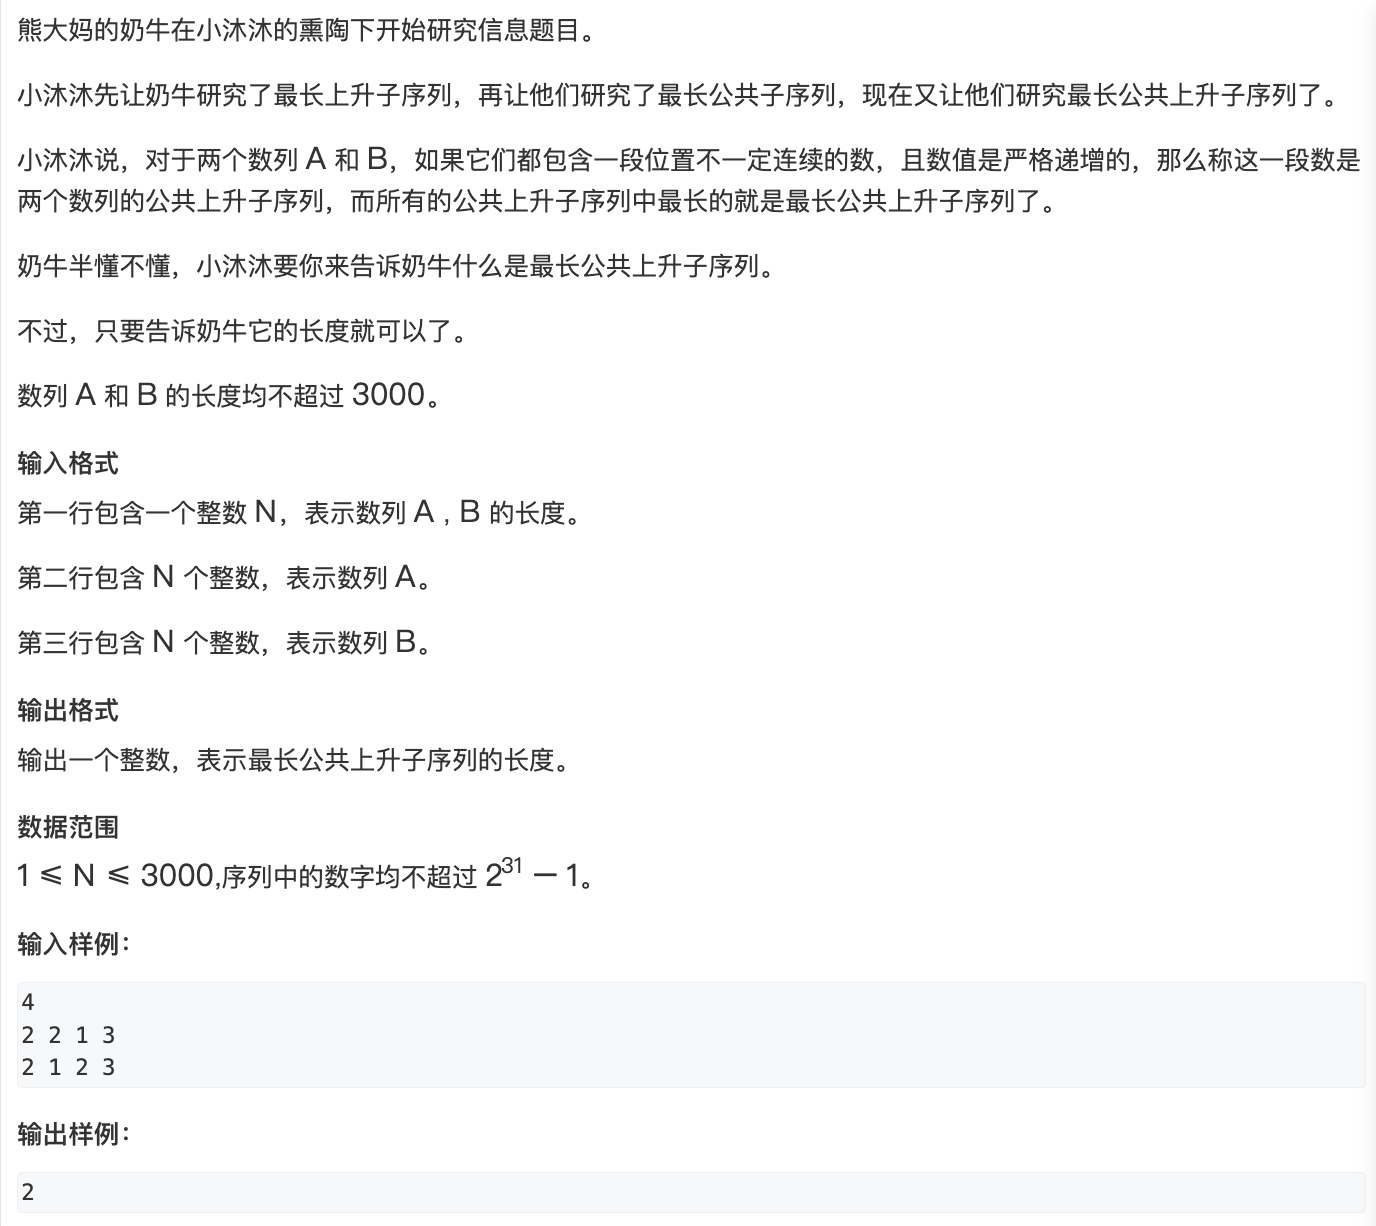 熊大妈的奶牛在小沐沐的熏陶下开始研究信息题目。
小沐沐先让奶牛研究了最长上升子序列，再让他们研究了最长公共子序列，现在又让他们研究最长公共上升子序列了。
小沐沐说，对于两个数列 A 和 B，如果它们都包含一段位置不一定连续的数，且数值是严格递增的，那么称这一段数是
两个数列的公共上升子序列，而所有的公共上升子序列中最长的就是最长公共上升子序列了。
奶牛半懂不懂，小沐沐要你来告诉奶牛什么是最长公共上升子序列。
不过，只要告诉奶牛它的长度就可以了。
数列 A 和 B 的长度均不超过 3000。
输入格式
第一行包含一个整数 N，表示数列 A , B 的长度。
第二行包含 N 个整数，表示数列 A。
第三行包含 N 个整数，表示数列 B。
输出格式
输出一个整数，表示最长公共上升子序列的长度。
数据范围
1 ⩽ N ⩽ 3000,序列中的数字均不超过 2³¹ − 1。
输入样例：
4
2 2 1 3
2 1 2 3
输出样例：
2